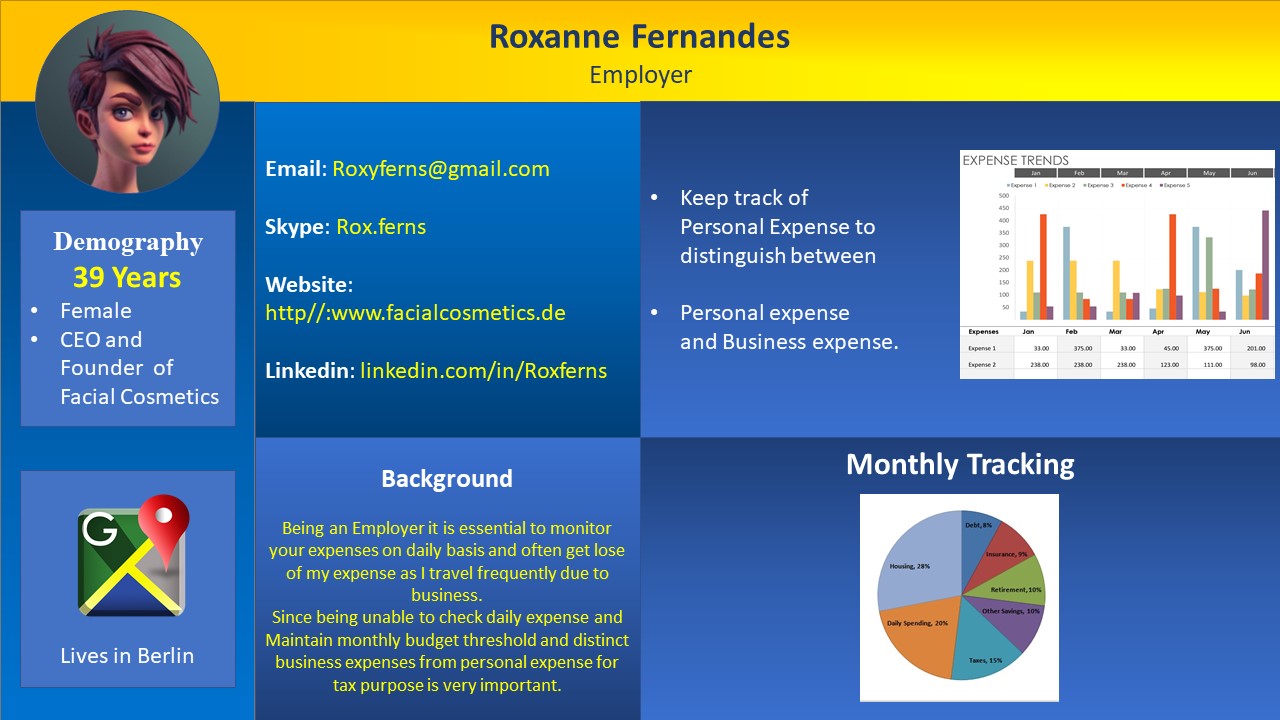 Roxanne Fernandes
Employer
Demography
39 Years
• Female
• CEO and
Founder of
Facial Cosmetics
G
Lives in Berlin
Email: Roxyferns@gmail.com
Skype: Rox.ferns
Website:
http//:www.facialcosmetics.de
Linkedin: linkedin.com/in/Roxferns
Background
Being an Employer it is essential to monitor
your expenses on daily basis and often get lose
of my expense as I travel frequently due to
business.
Since being unable to check daily expense and
Maintain monthly budget threshold and distinct
business expenses from personal expense for
tax purpose is very important.
• Keep track of
Personal Expense to
distinguish between
• Personal expense
and Business expense.
EXPENSE TRENDS
Jan Feb Mar Apr May Jun
Expense 1 Expense 2 Expense 3 Expense 4 Expense 5
500
450
400
350
300
250
200
150
100
50
Expenses Jan Feb Mar Apr May Jun
Expense 1 33.00 375.00 33.00 45.00 375.00 201.00
Expense 2 238.00 238.00 238.00 123.00 111.00 98.00
Monthly Tracking
Debt, 8%
Insurance, 9%
Housing, 28%
Retirement, 10%
Other Savings, 10%
Daily Spending, 20%
Taxes, 15%